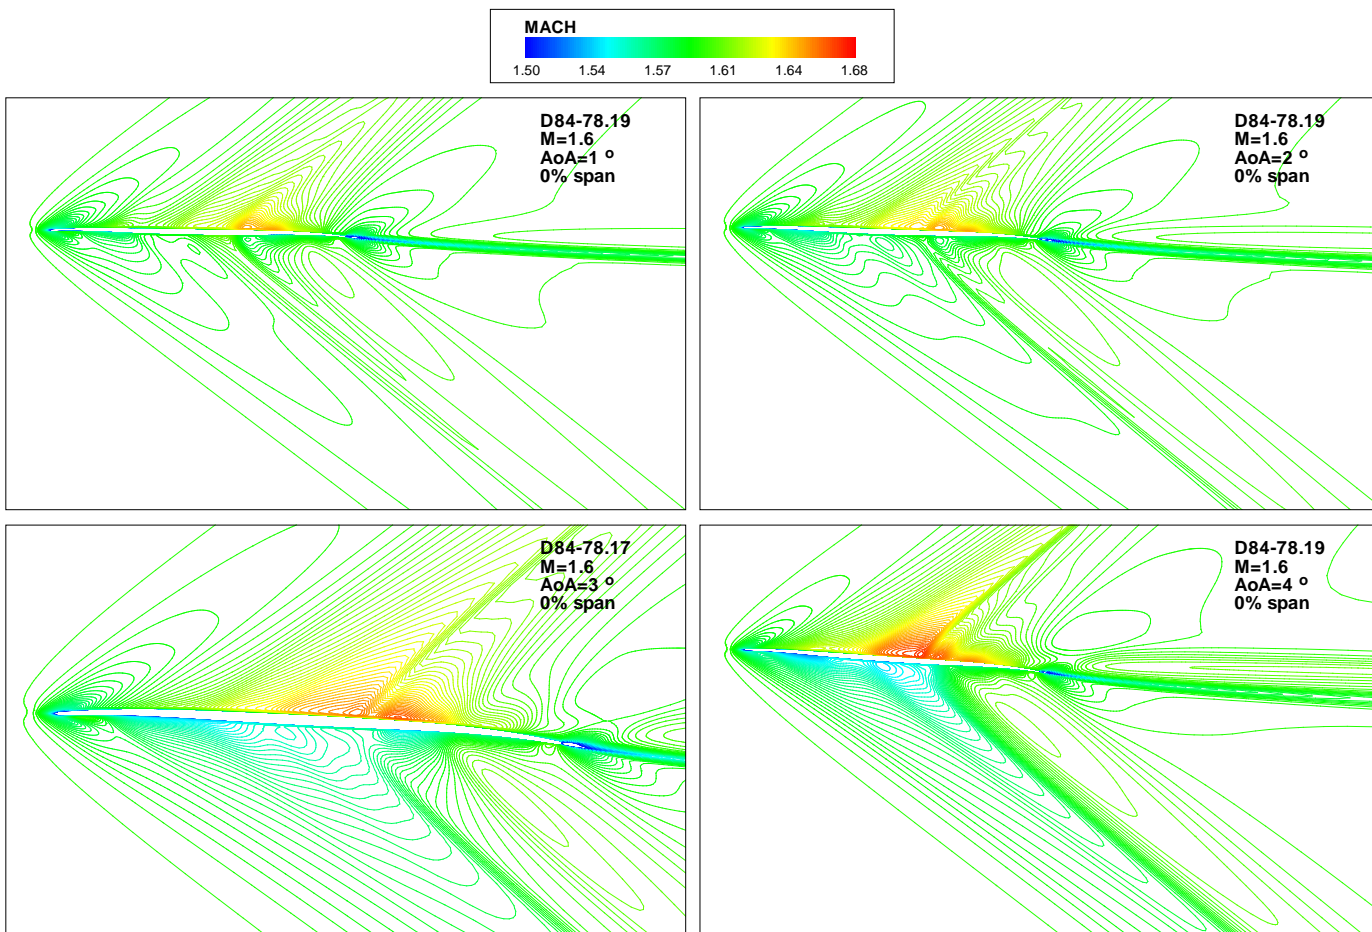 MACH
1.50 1.54 1.57 1.61 1.64 1.68
D84-78.19
M=1.6
AoA=1 °
0% span
D84-78.19
M=1.6
AoA=2 °
0% span
D84-78.17
M=1.6
AoA=3 °
0% span
D84-78.19
M=1.6
AoA=4 °
0% span